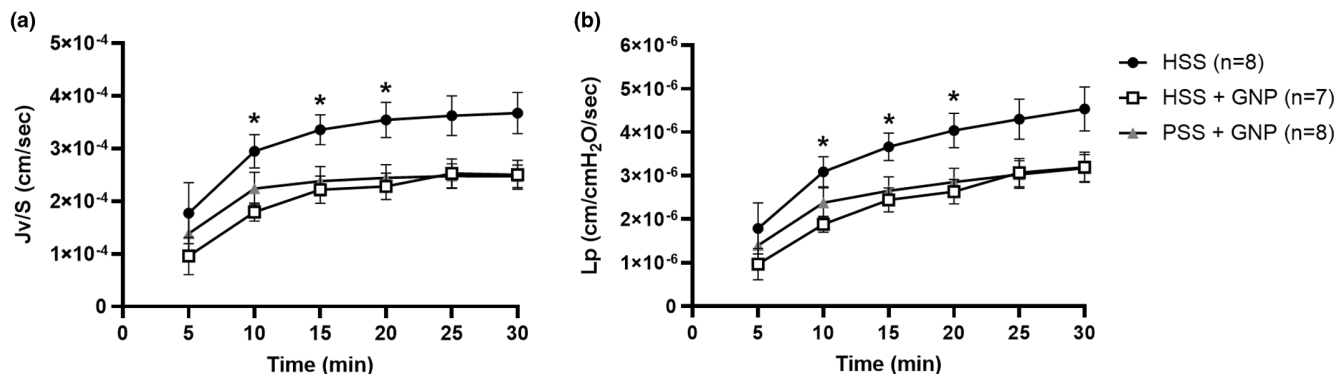 (a)
Jv/S (cm/sec)
5×10⁻⁴
4×10⁻⁴
3×10⁻⁴
2×10⁻⁴
1×10⁻⁴
0
* * *
0 5 10 15 20 25 30
Time (min)
(b)
Lp (cm/cmH₂O/sec)
6×10⁻⁶
5×10⁻⁶
4×10⁻⁶
3×10⁻⁶
2×10⁻⁶
1×10⁻⁶
0
* * *
0 5 10 15 20 25 30
Time (min)
HSS (n=8)
HSS + GNP (n=7)
PSS + GNP (n=8)